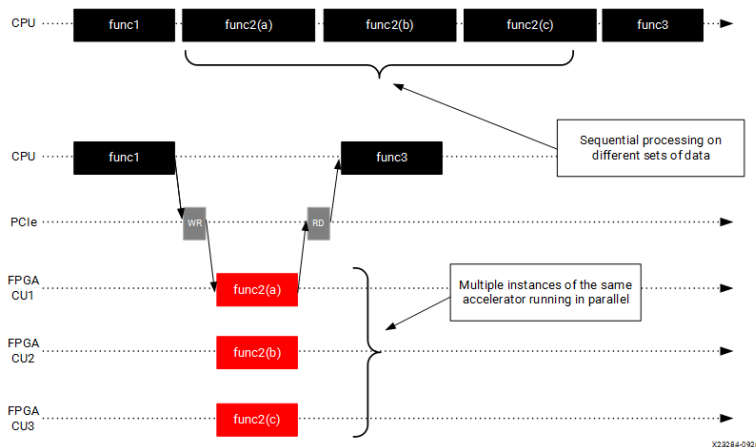 CPU func1 func2(a) func2(b) func2(c) func3
Sequential processing on
different sets of data
CPU func1 func3
PCIe WR RD
Multiple instances of the same
accelerator running in parallel
FPGA
CU1 func2(a)
FPGA
CU2 func2(b)
FPGA
CU3 func2(c)